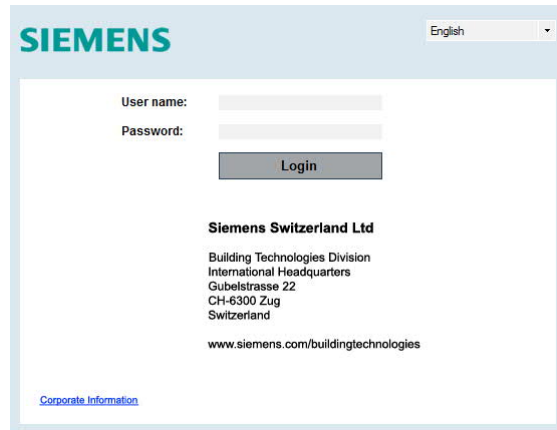 SIEMENS
English
User name:
Password:
Login
Siemens Switzerland Ltd
Building Technologies Division
International Headquarters
Gubelstrasse 22
CH-6300 Zug
Switzerland
www.siemens.com/buildingtechnologies
Corporate Information